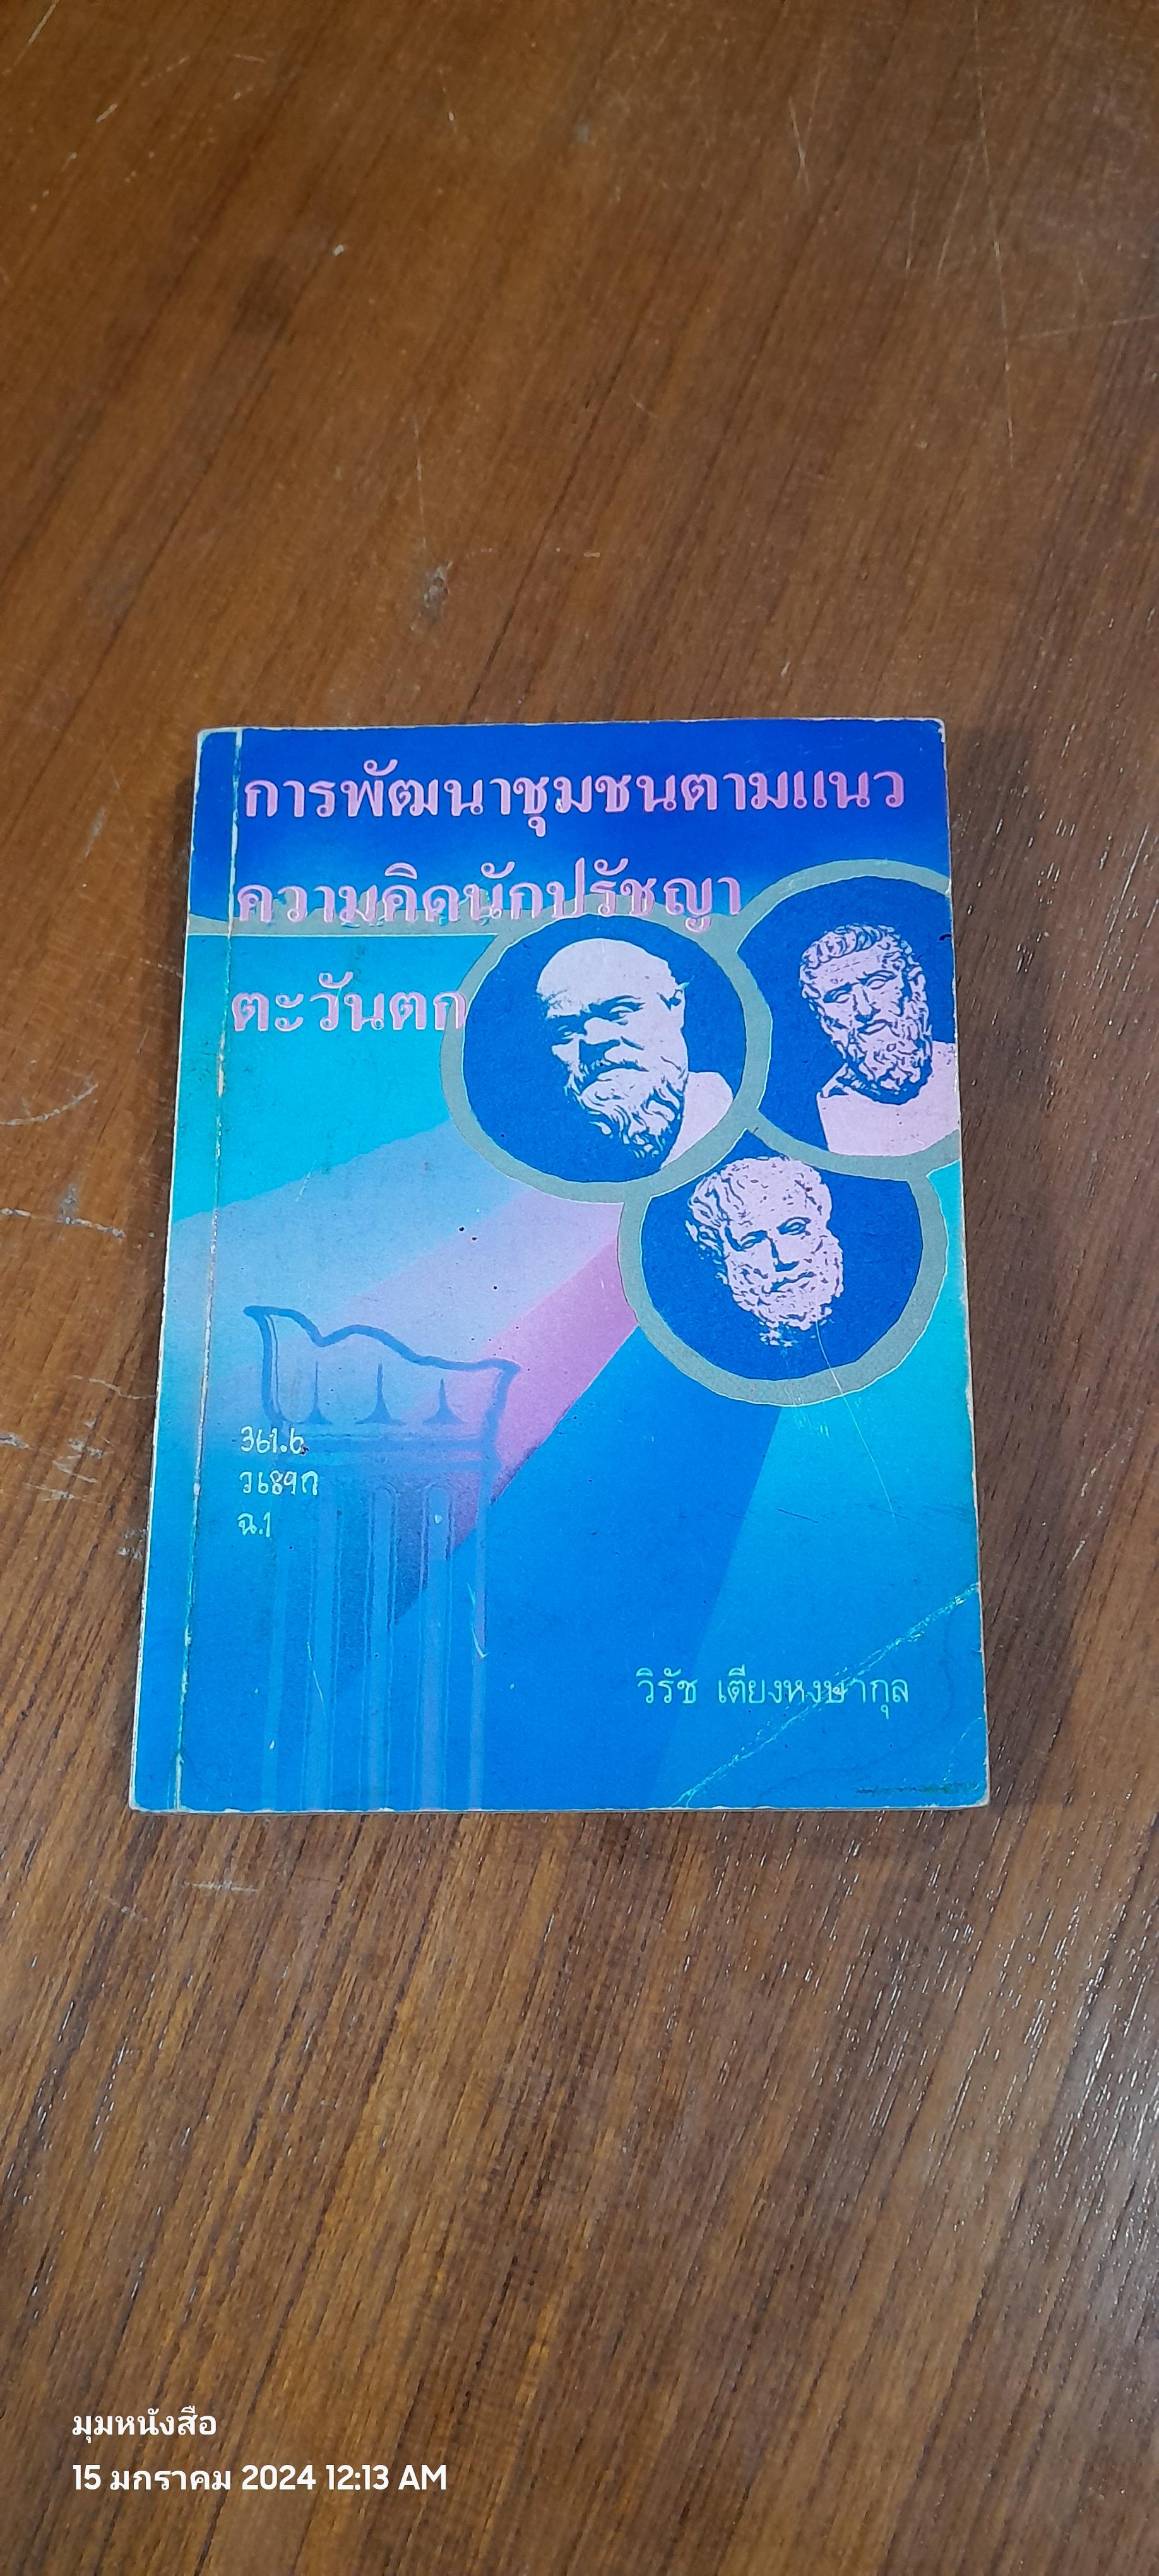 การพัฒนาชุมชนตามแนว
ความคิดนักปรัชญา
ตะวันตก
361.6
ว689ก
ฉ.1
วิรัช เตียงหงษากุล
มุมหนังสือ
15 มกราคม 2024 12:13 AM